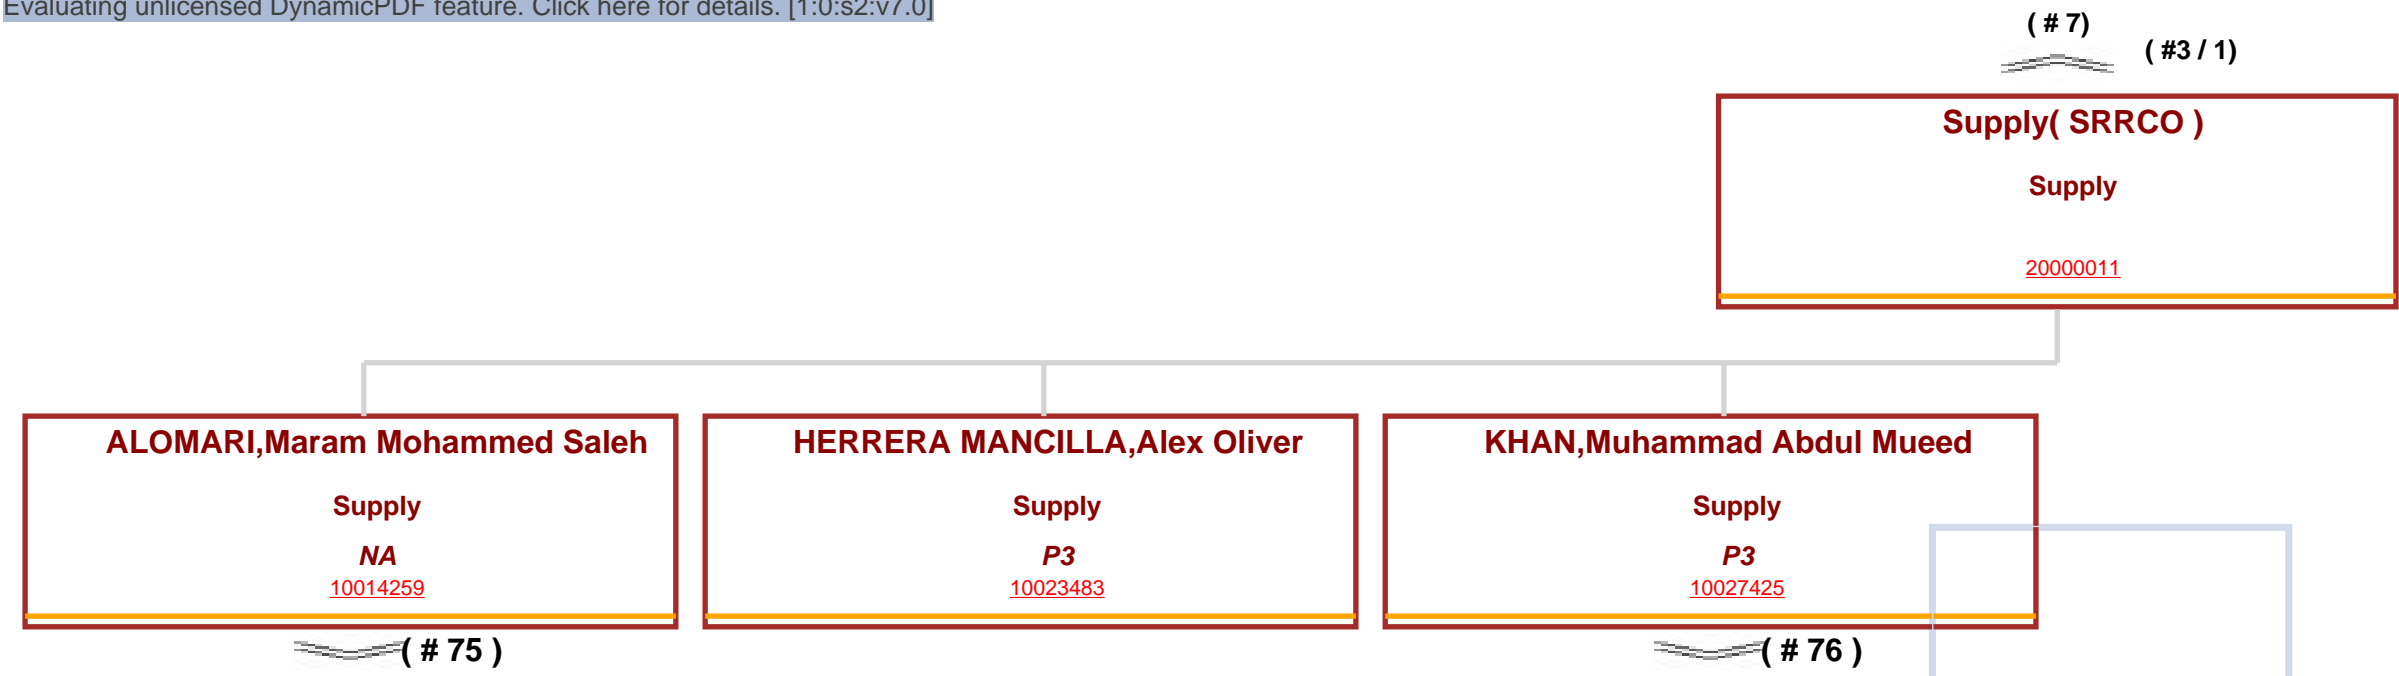 Evaluating unlicensed DynamicPDF feature. Click here for details. [1:0:s2:v7.0]
( # 7)
( #3 / 1)
Supply( SRRCO )
Supply
20000011
ALOMARI,Maram Mohammed Saleh
Supply
NA
10014259
( # 75 )
HERRERA MANCILLA,Alex Oliver
Supply
P3
10023483
KHAN,Muhammad Abdul Mueed
Supply
P3
10027425
( # 76 )